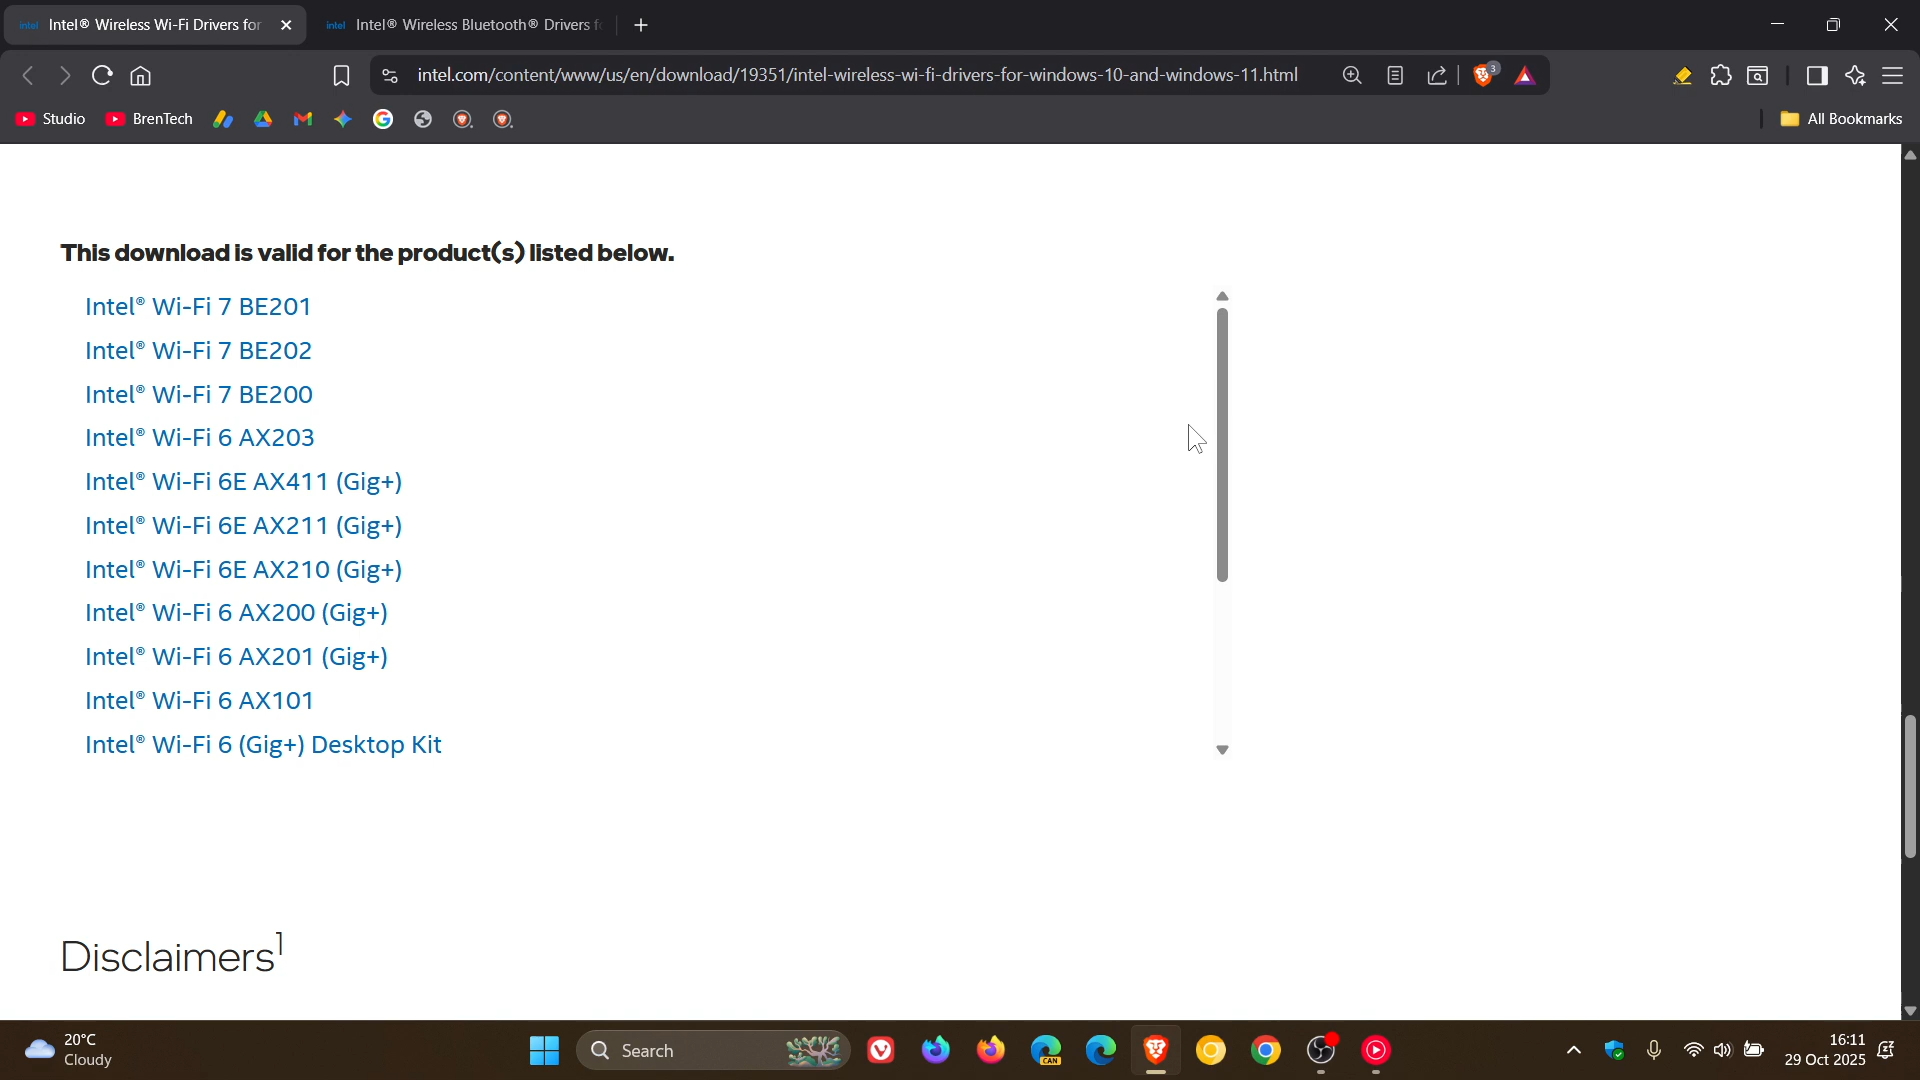 intel Intel® Wireless Wi-Fi Drivers for
intel Intel® Wireless Bluetooth® Drivers f
intel.com/content/www/us/en/download/19351/intel-wireless-wi-fi-drivers-for-windows-10-and-windows-11.html
3
Studio
BrenTech
All Bookmarks
This download is valid for the product(s) listed below.
Intel® Wi-Fi 7 BE201
Intel® Wi-Fi 7 BE202
Intel® Wi-Fi 7 BE200
Intel® Wi-Fi 6 AX203
Intel® Wi-Fi 6E AX411 (Gig+)
Intel® Wi-Fi 6E AX211 (Gig+)
Intel® Wi-Fi 6E AX210 (Gig+)
Intel® Wi-Fi 6 AX200 (Gig+)
Intel® Wi-Fi 6 AX201 (Gig+)
Intel® Wi-Fi 6 AX101
Intel® Wi-Fi 6 (Gig+) Desktop Kit
Disclaimers1
20°C
Cloudy
Search
CAN
16:11
29 Oct 2025